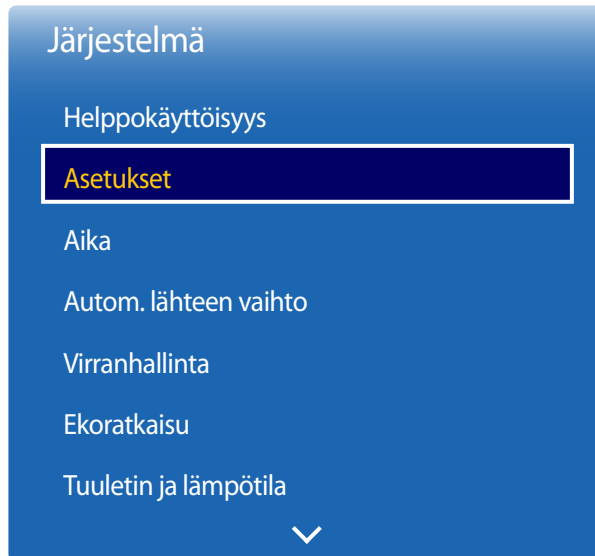 Järjestelmä
Helppokäyttöisyys
Asetukset
Aika
Autom. lähteen vaihto
Virranhallinta
Ekoratkaisu
Tuuletin ja lämpötila